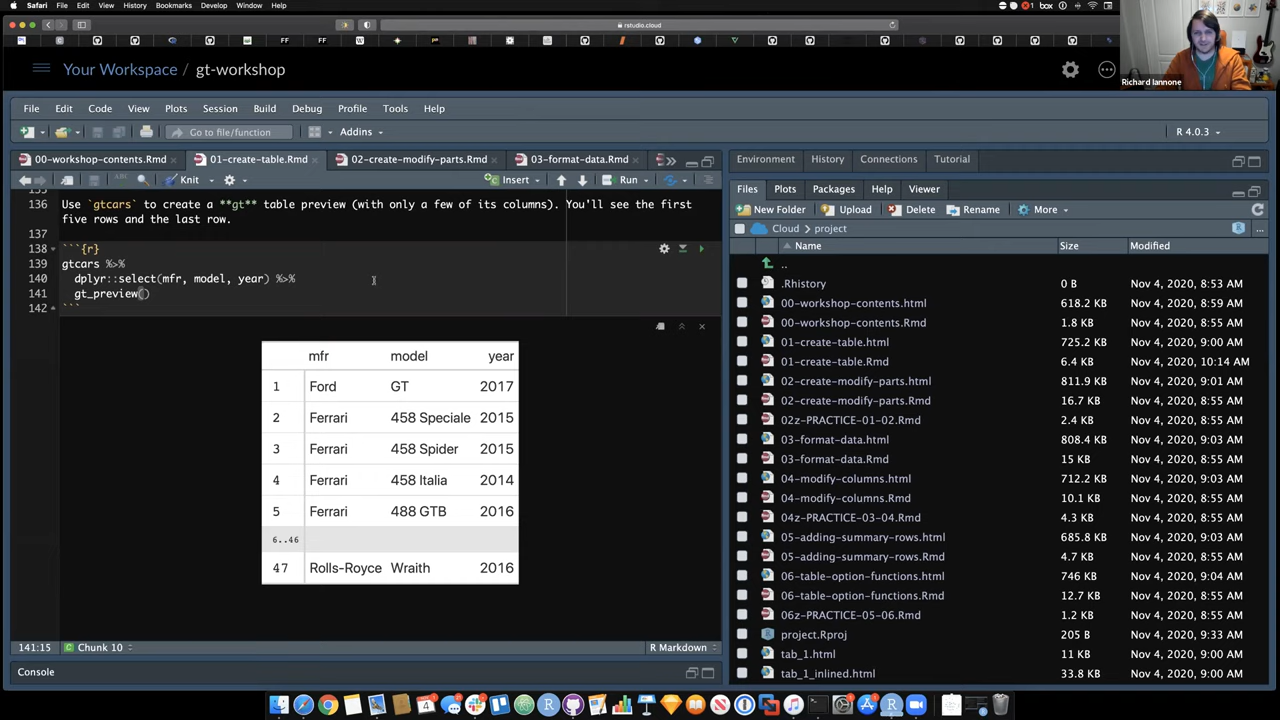 Safari File Edit View History Bookmarks Develop Window Help
box
rstudio.cloud
Richard Iannone
Your Workspace / gt-workshop
File Edit Code View Plots Session Build Debug Profile Tools Help
Go to file/function
Addins
R 4.0.3
00-workshop-contents.Rmd
01-create-table.Rmd
02-create-modify-parts.Rmd
03-format-data.Rmd
Knit
Insert
Run
136 Use `gtcars` to create a **gt** table preview (with only a few of its columns). You'll see the first
five rows and the last row.
137
138 ```{r}
139 gtcars %>%
140 dplyr::select(mfr, model, year) %>%
141 gt_preview()
142 ```
mfr model year
1 Ford GT 2017
2 Ferrari 458 Speciale 2015
3 Ferrari 458 Spider 2015
4 Ferrari 458 Italia 2014
5 Ferrari 488 GTB 2016
6..46
47 Rolls-Royce Wraith 2016
141:15 Chunk 10 R Markdown
Console
Environment History Connections Tutorial
Files Plots Packages Help Viewer
New Folder Upload Delete Rename More
Cloud project
Name Size Modified
..
.Rhistory 0 B Nov 4, 2020, 8:53 AM
00-workshop-contents.html 618.2 KB Nov 4, 2020, 8:59 AM
00-workshop-contents.Rmd 1.8 KB Nov 4, 2020, 8:55 AM
01-create-table.html 725.2 KB Nov 4, 2020, 9:00 AM
01-create-table.Rmd 6.4 KB Nov 4, 2020, 10:14 AM
02-create-modify-parts.html 811.9 KB Nov 4, 2020, 9:01 AM
02-create-modify-parts.Rmd 16.7 KB Nov 4, 2020, 8:55 AM
02z-PRACTICE-01-02.Rmd 2.4 KB Nov 4, 2020, 8:55 AM
03-format-data.html 808.4 KB Nov 4, 2020, 9:03 AM
03-format-data.Rmd 15 KB Nov 4, 2020, 8:55 AM
04-modify-columns.html 712.2 KB Nov 4, 2020, 9:03 AM
04-modify-columns.Rmd 10.1 KB Nov 4, 2020, 8:55 AM
04z-PRACTICE-03-04.Rmd 4.3 KB Nov 4, 2020, 8:55 AM
05-adding-summary-rows.html 685.8 KB Nov 4, 2020, 9:03 AM
05-adding-summary-rows.Rmd 4.7 KB Nov 4, 2020, 8:55 AM
06-table-option-functions.html 746 KB Nov 4, 2020, 9:04 AM
06-table-option-functions.Rmd 12.7 KB Nov 4, 2020, 8:55 AM
06z-PRACTICE-05-06.Rmd 1.2 KB Nov 4, 2020, 8:55 AM
project.Rproj 205 B Nov 4, 2020, 9:33 AM
tab_1.html 11 KB Nov 4, 2020, 9:00 AM
tab_1_inlined.html 33.8 KB Nov 4, 2020, 9:00 AM